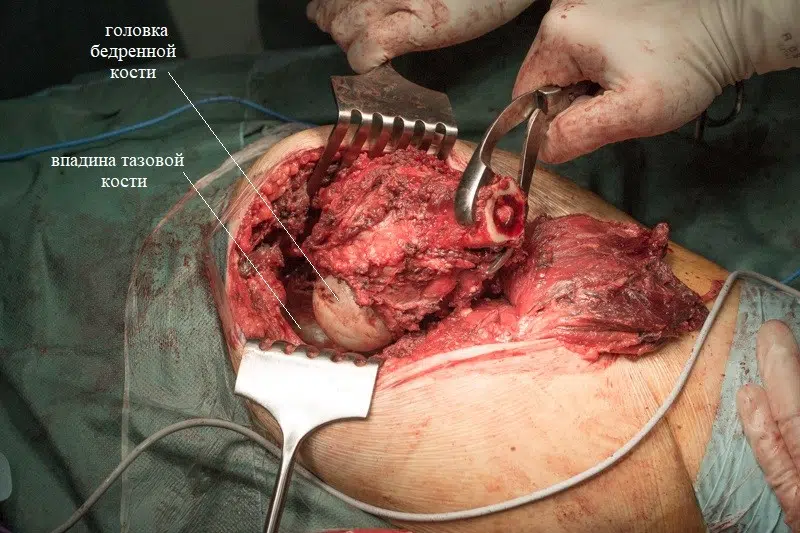 головка
бедренной
кости
впадина тазовой
кости